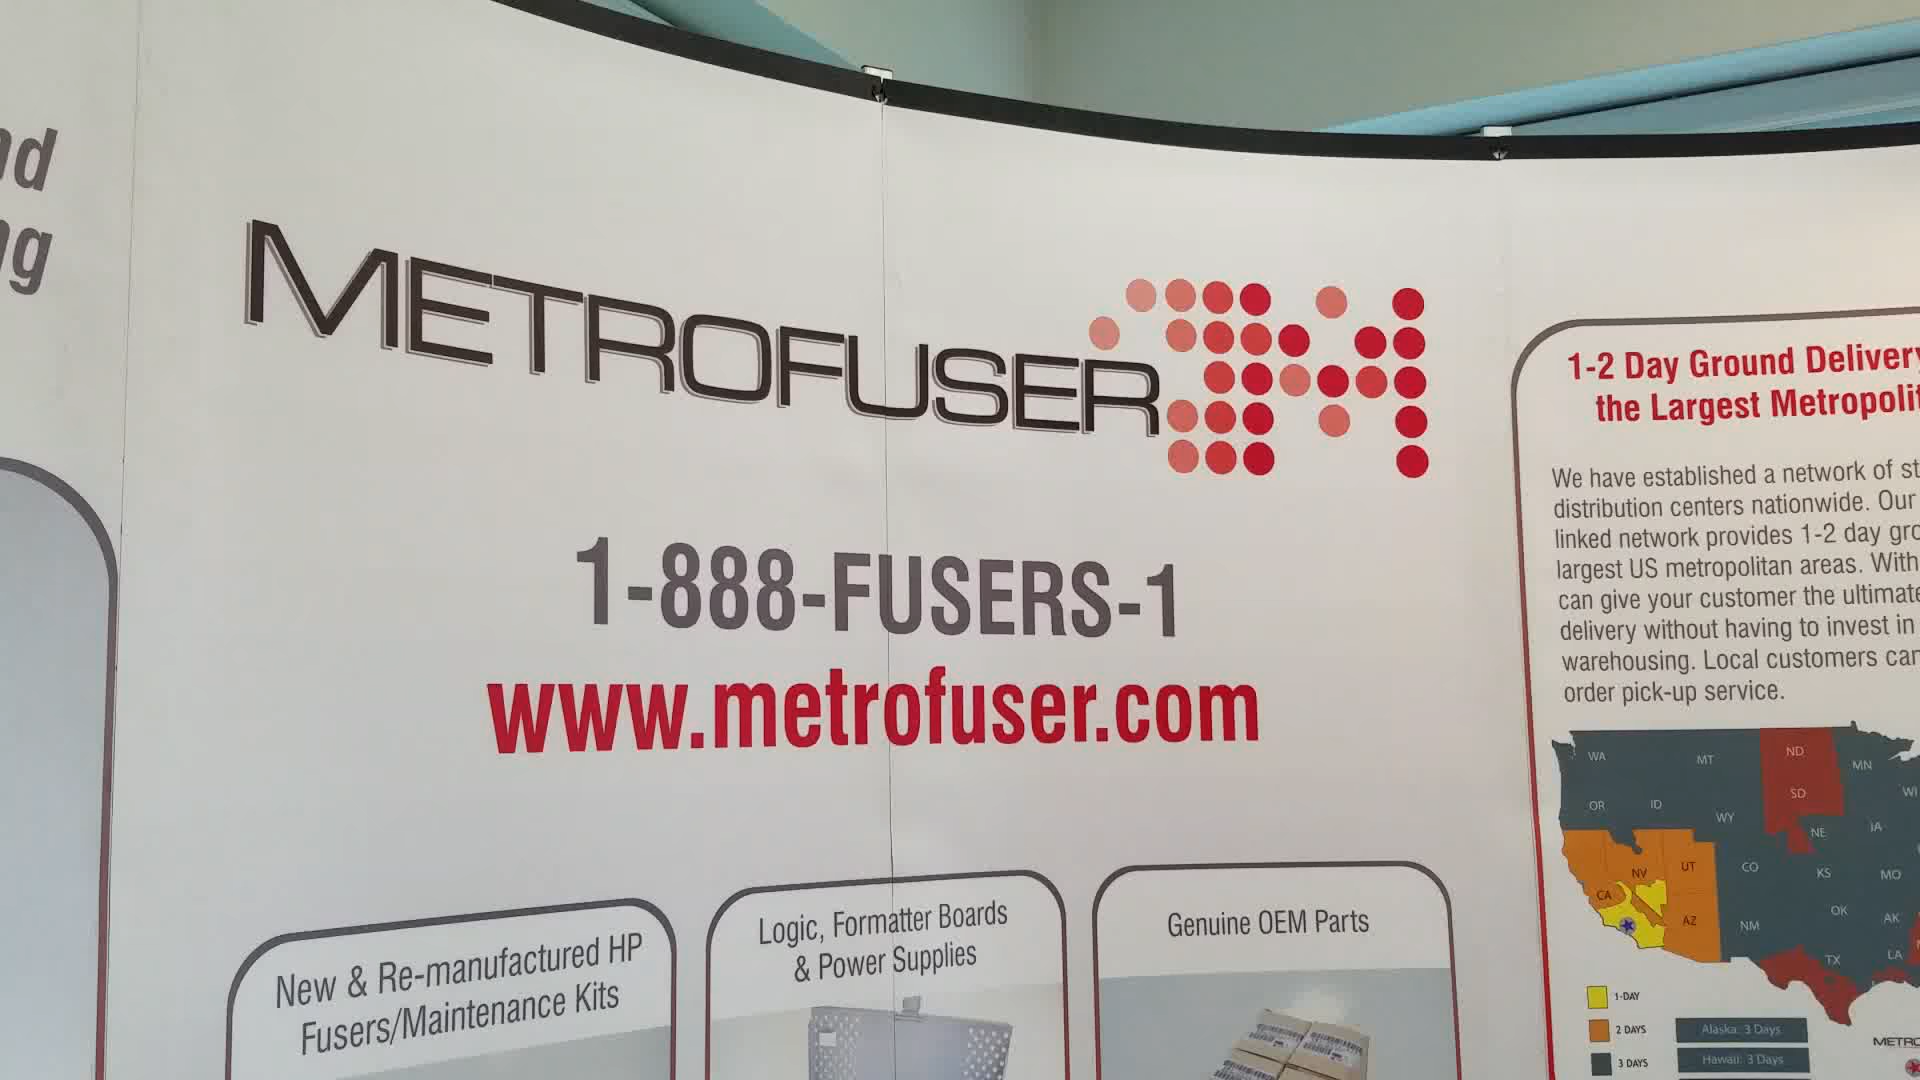 nd
ng
METROFUSER
1-888-FUSERS-1
www.metrofuser.com
New & Re-manufactured HP
Fusers/Maintenance Kits
Logic, Formatter Boards
& Power Supplies
Genuine OEM Parts
1-2 Day Ground Delivery
the Largest Metropolit
We have established a network of st
distribution centers nationwide. Our
linked network provides 1-2 day gro
largest US metropolitan areas. With
can give your customer the ultimate
delivery without having to invest in
warehousing. Local customers can
order pick-up service.
WA MT ND MN
OR ID WY SD WI
NE IA
CA NV UT CO KS MO
AZ NM OK AK
TX LA
1-DAY
2 DAYS
3 DAYS
Alaska: 3 Days
Hawaii: 3 Days
METRO